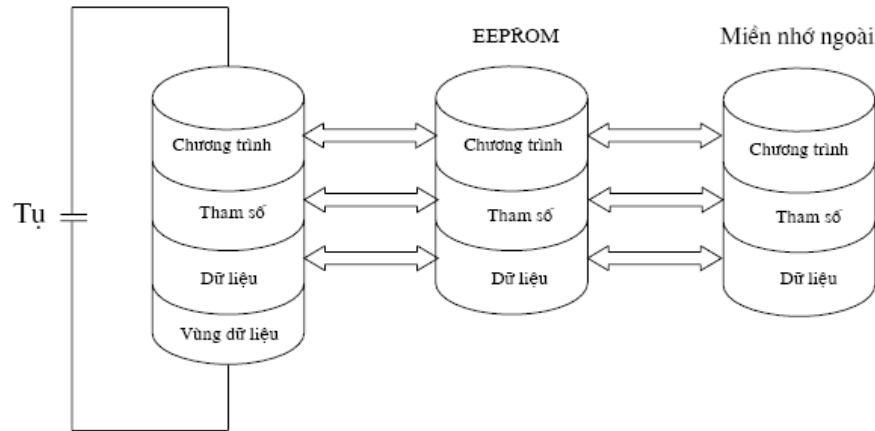 EEPROM
Miền nhớ ngoài
Chương trình
Chương trình
Chương trình
Tụ
Tham số
Tham số
Tham số
Dữ liệu
Dữ liệu
Dữ liệu
Vùng dữ liệu